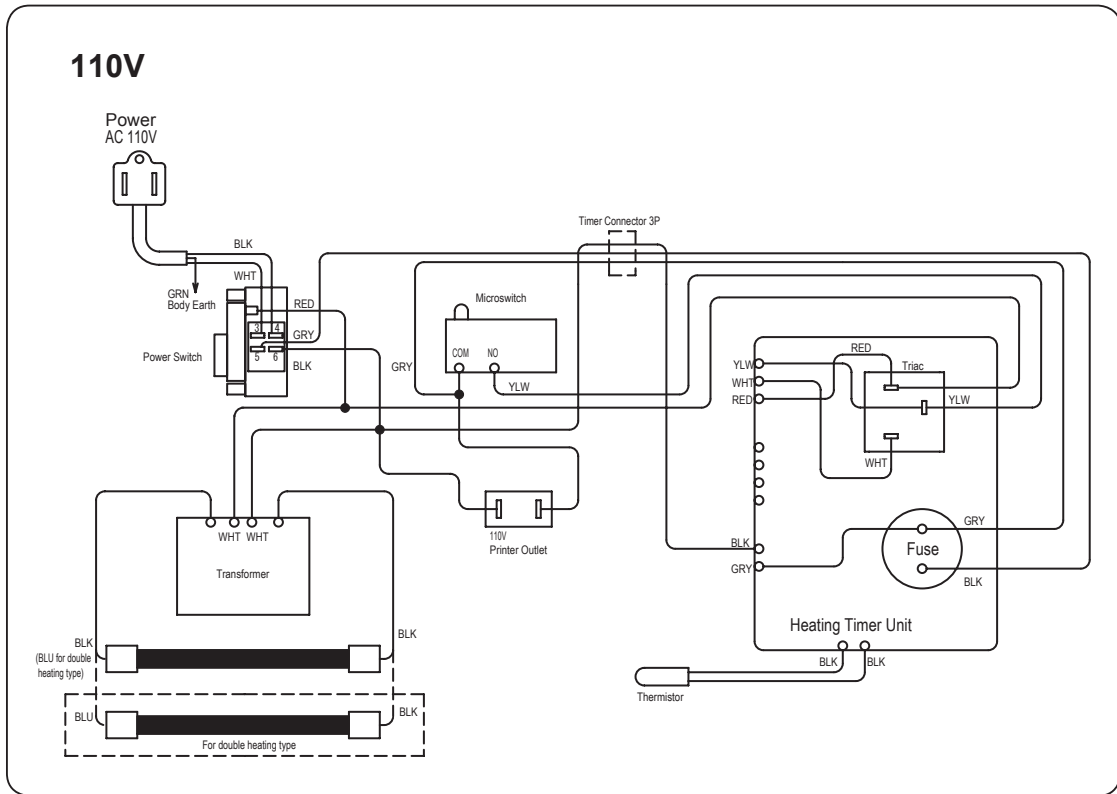 110V
Power
AC 110V
BLK
WHT
GRN
Body Earth
RED
3 4
GRY
5 6
BLK
Power Switch
Timer Connector 3P
Microswitch
COM NO
GRY
YLW
WHT WHT
Transformer
110V
Printer Outlet
BLK
(BLU for double
heating type)
BLK
BLU
BLK
For double heating type
RED
Triac
YLW
WHT
RED
YLW
WHT
BLK
GRY
GRY
Fuse
BLK
Heating Timer Unit
BLK BLK
Thermistor